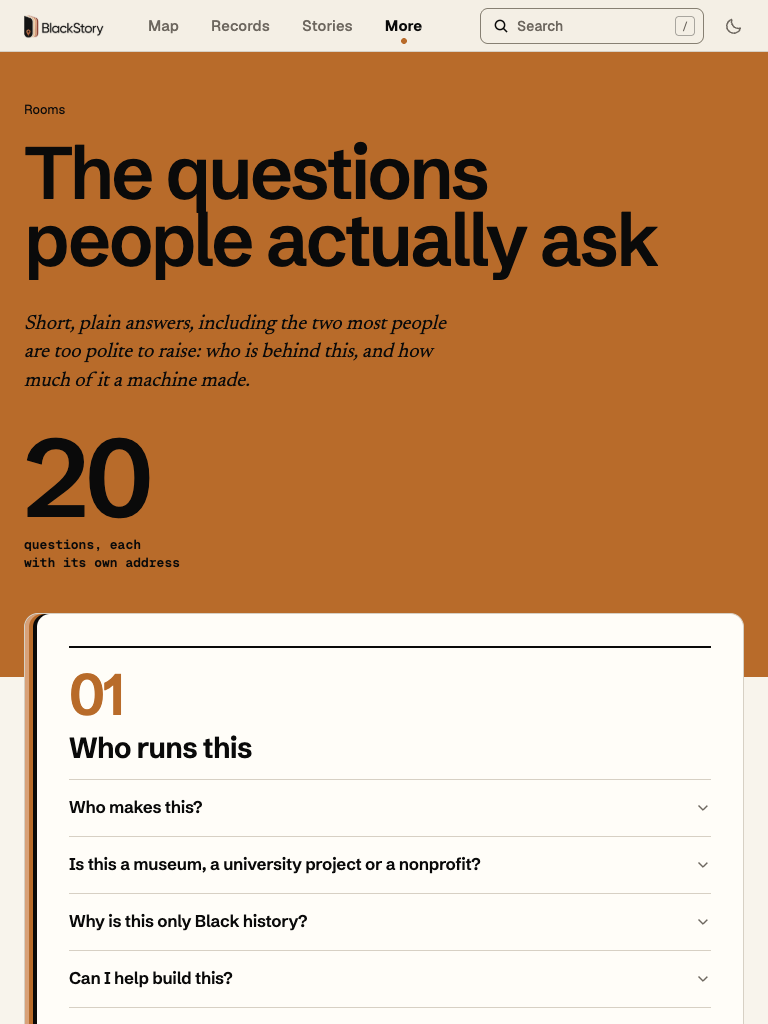 BlackStory
Map
Records
Stories
More
Search
/
Rooms
The questions
people actually ask
Short, plain answers, including the two most people
are too polite to raise: who is behind this, and how
much of it a machine made.
20
questions, each
with its own address
01
Who runs this
Who makes this?
Is this a museum, a university project or a nonprofit?
Why is this only Black history?
Can I help build this?